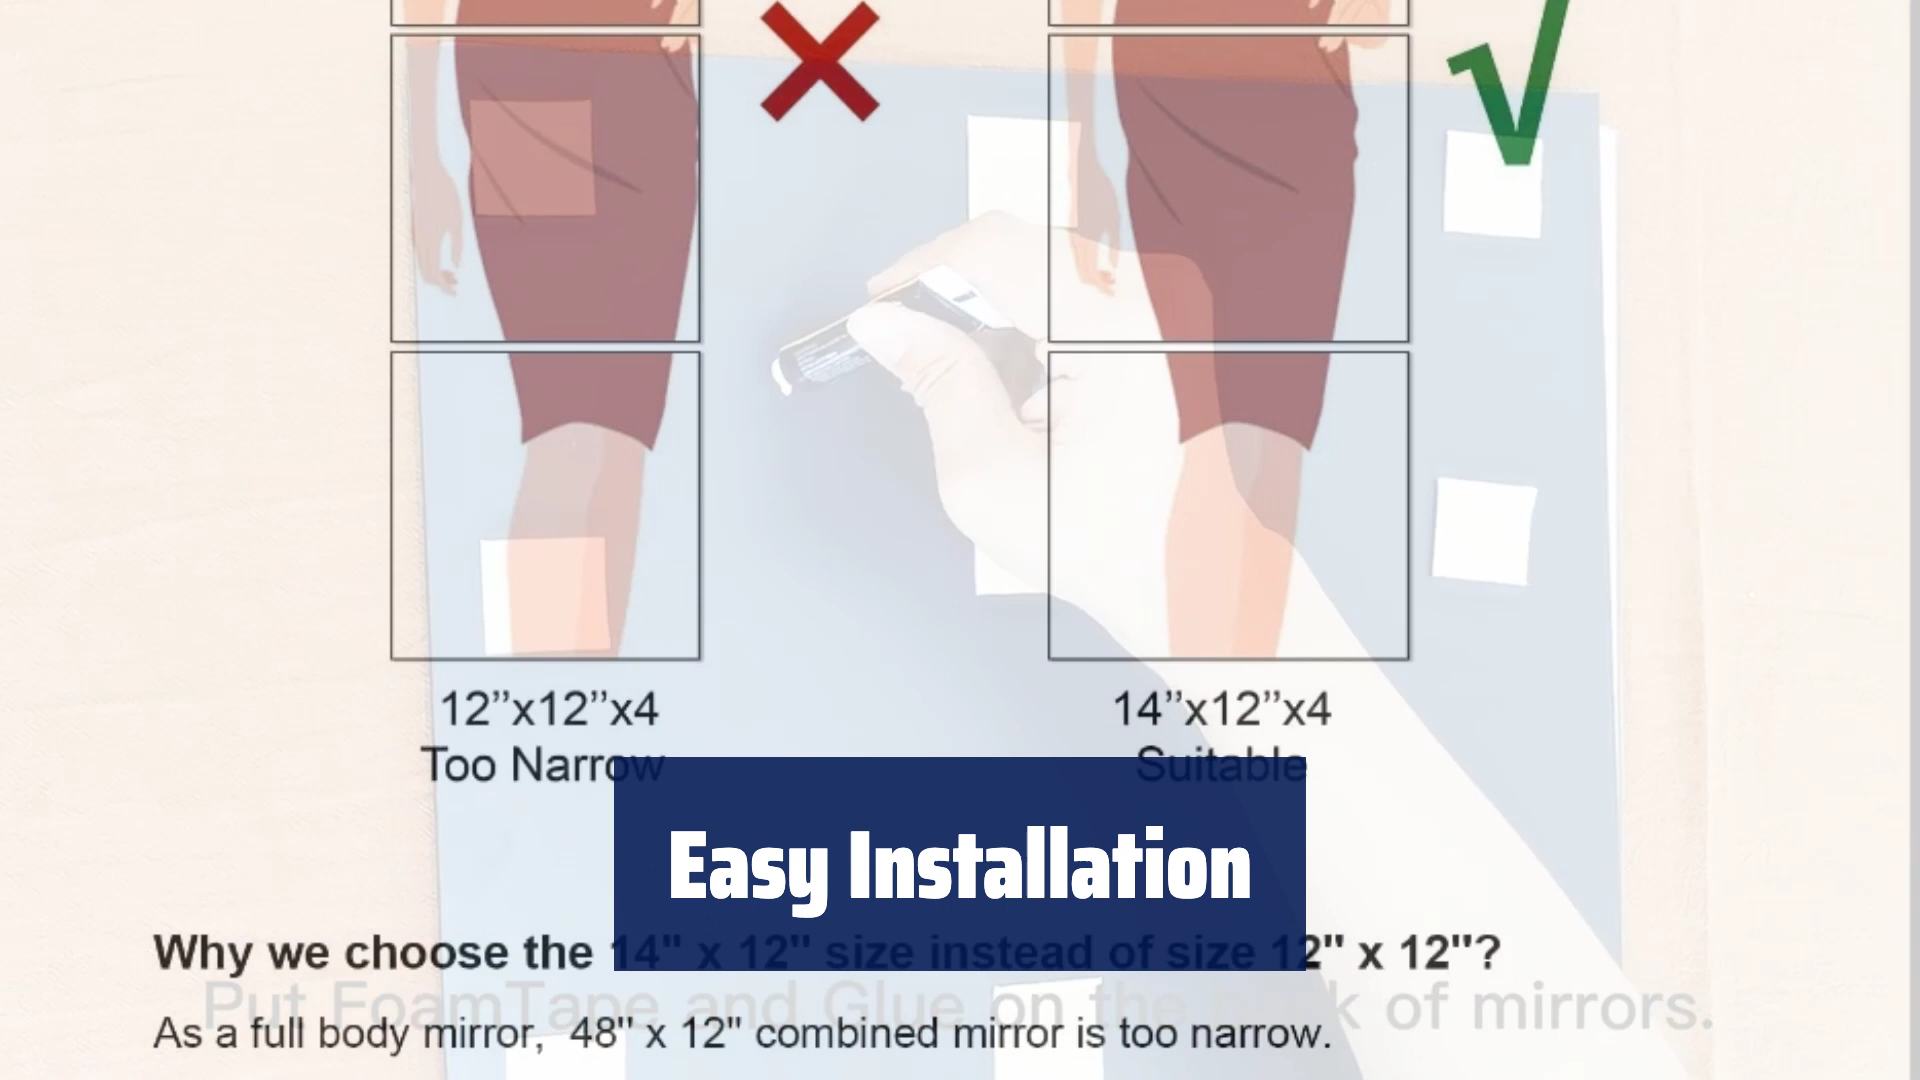 12”x12”x4
Too Narrow
14”x12”x4
Suitable
Easy Installation
Why we choose the 14" x 12" size instead of size 12" x 12"?
Put FoamTape and Glue on the back of mirrors.
As a full body mirror, 48" x 12" combined mirror is too narrow.